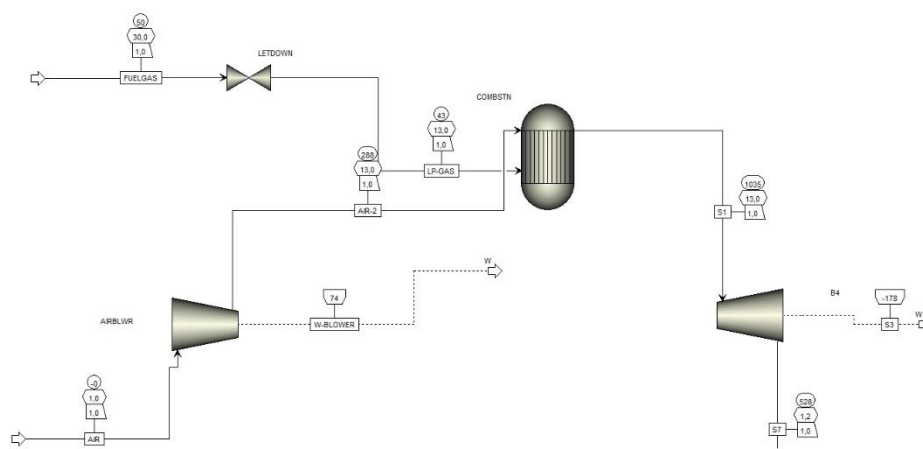 50
30,0
1,0
FUELGAS
LETDOWN
COMBSTN
43
13,0
1,0
LP-GAS
288
13,0
1,0
AIR-2
1035
13,0
1,0
S1
W
74
W-BLOWER
AIRBLWR
B4
-178
S3
W
-0
1,0
1,0
AIR
528
1,2
1,0
S7